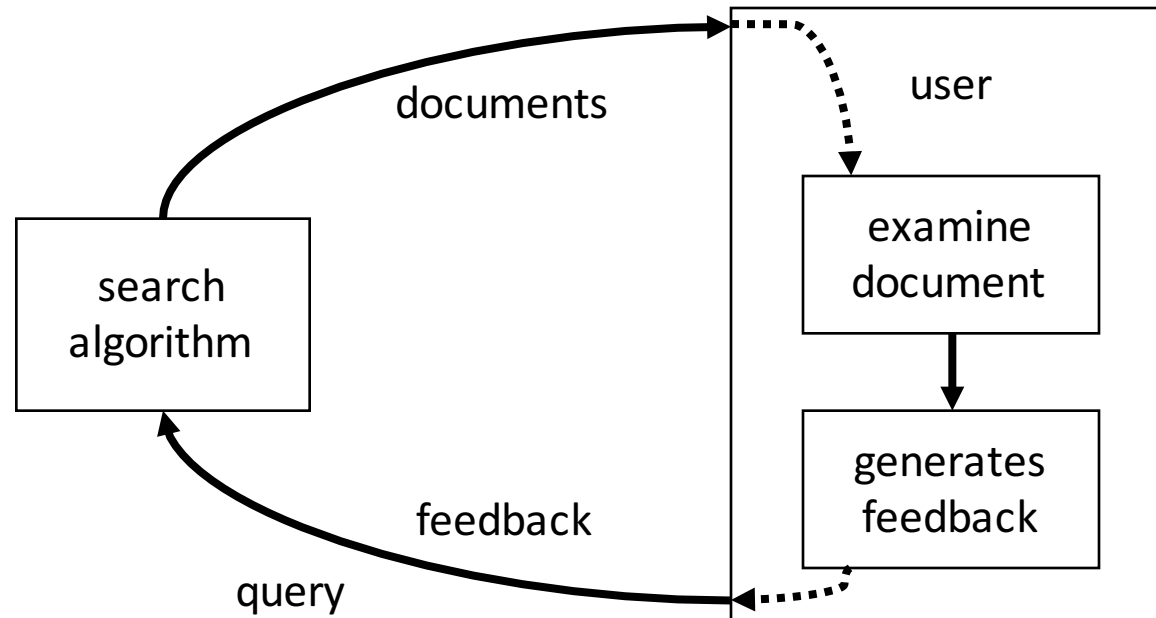 user
documents
examine
document
search
algorithm
generates
feedback
feedback
query